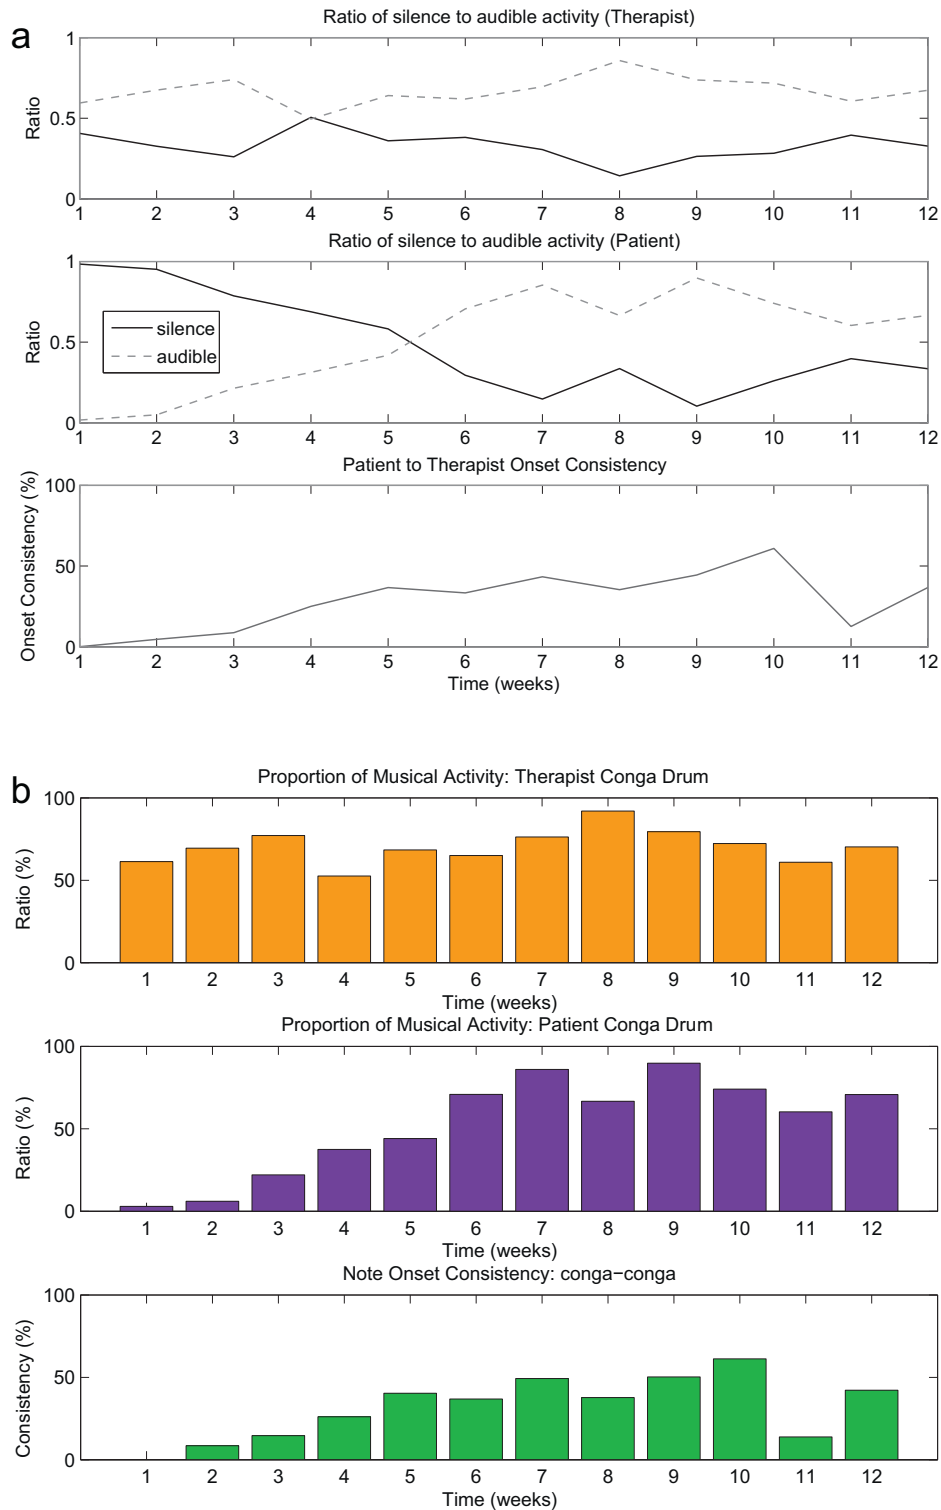 a
Ratio of silence to audible activity (Therapist)
1
0.5
0
Ratio
1 2 3 4 5 6 7 8 9 10 11 12
Ratio of silence to audible activity (Patient)
1
0.5
0
Ratio
silence
audible
1 2 3 4 5 6 7 8 9 10 11 12
Patient to Therapist Onset Consistency
100
50
0
Onset Consistency (%)
1 2 3 4 5 6 7 8 9 10 11 12
Time (weeks)
b
Proportion of Musical Activity: Therapist Conga Drum
100
50
0
Ratio (%)
1 2 3 4 5 6 7 8 9 10 11 12
Time (weeks)
Proportion of Musical Activity: Patient Conga Drum
100
50
0
Ratio (%)
1 2 3 4 5 6 7 8 9 10 11 12
Time (weeks)
Note Onset Consistency: conga−conga
100
50
0
Consistency (%)
1 2 3 4 5 6 7 8 9 10 11 12
Time (weeks)